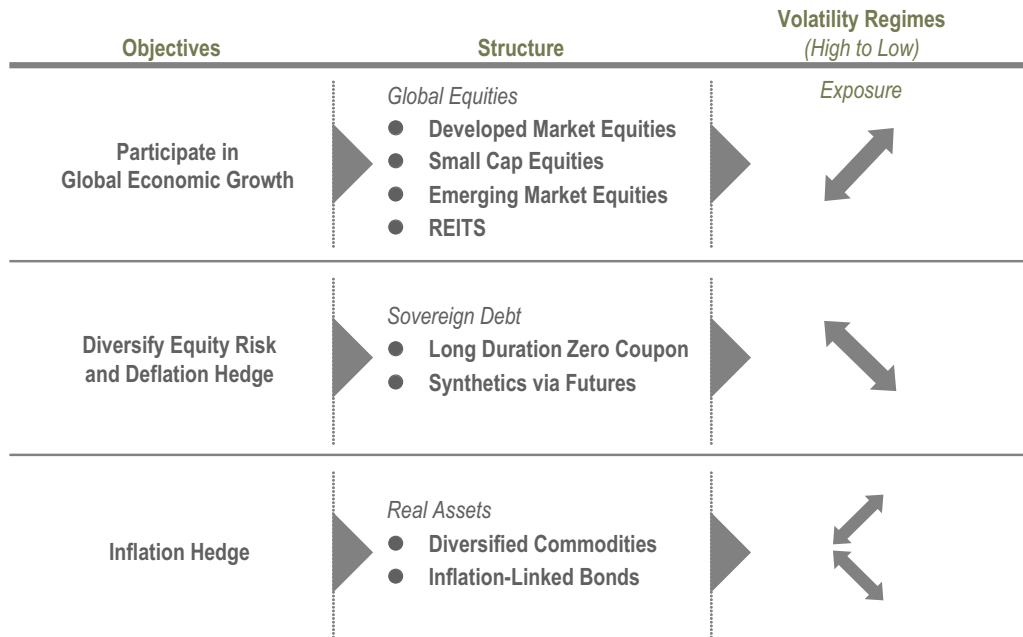 Objectives
Structure
Volatility Regimes
(High to Low)
Exposure
Participate in
Global Economic Growth
Global Equities
Developed Market Equities
Small Cap Equities
Emerging Market Equities
REITS
Diversify Equity Risk
and Deflation Hedge
Sovereign Debt
Long Duration Zero Coupon
Synthetics via Futures
Inflation Hedge
Real Assets
Diversified Commodities
Inflation-Linked Bonds